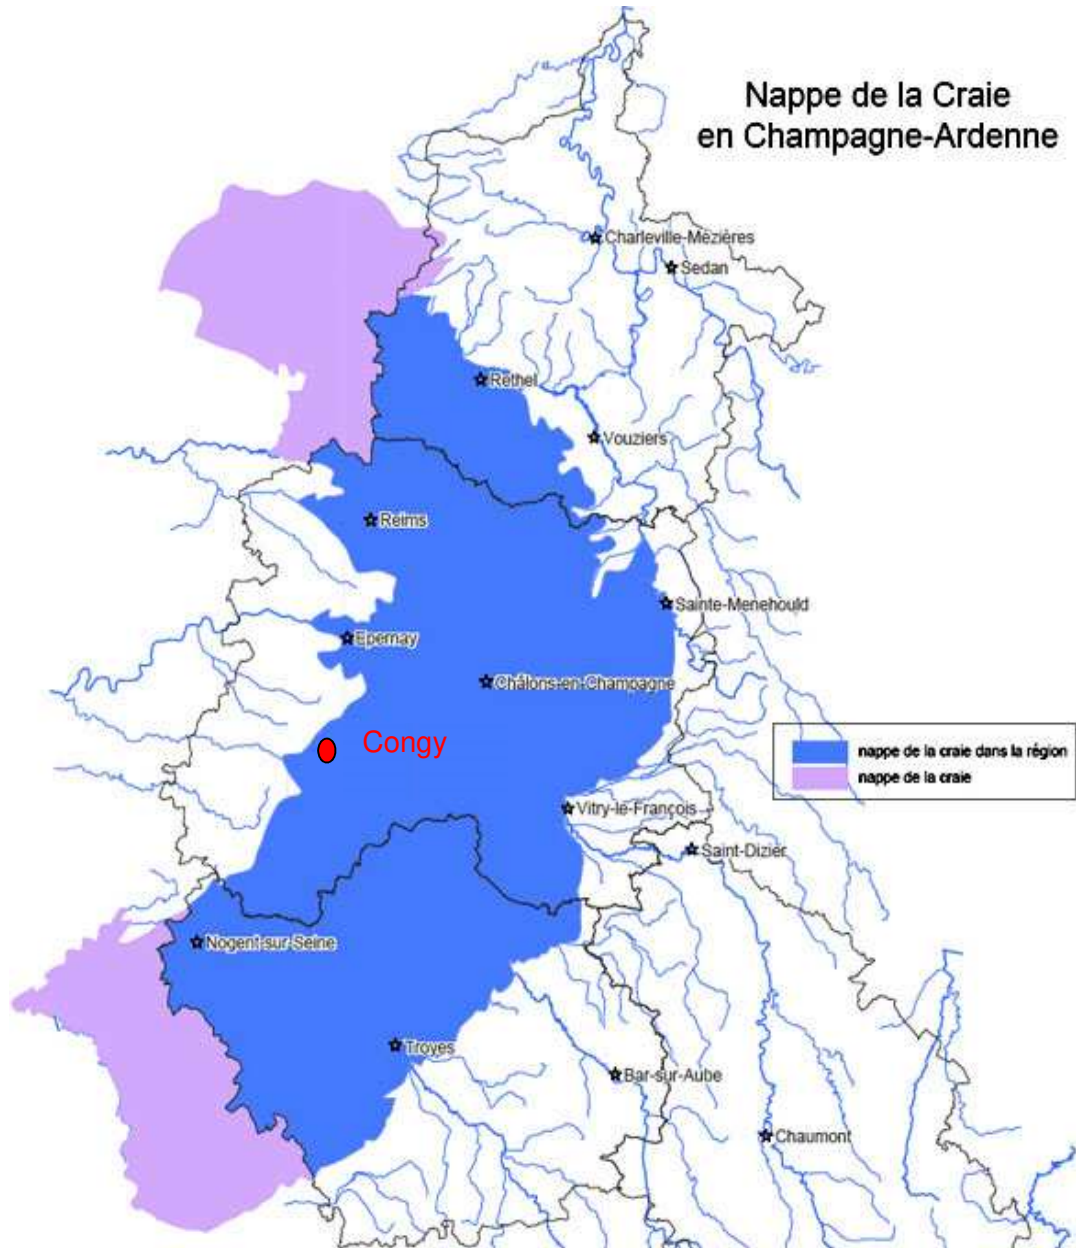 Nappe de la Craie
en Champagne-Ardenne
Charleville-Mézières
Sedan
Rethel
Vouziers
Reims
Sainte-Menehould
Epernay
Châlons-en-Champagne
Congy
nappe de la craie dans la région
nappe de la craie
Vitry-le-François
Saint-Dizier
Nogent-sur-Seine
Troyes
Bar-sur-Aube
Chaumont